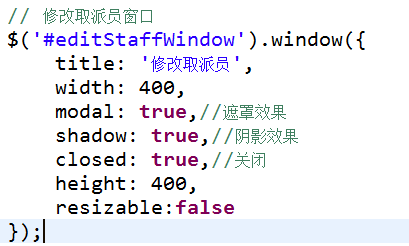 // 修改取派员窗口
$('#editStaffWindow').window({
    title: '修改取派员',
    width: 400,
    modal: true,//遮罩效果
    shadow: true,//阴影效果
    closed: true,//关闭
    height: 400,
    resizable:false
});